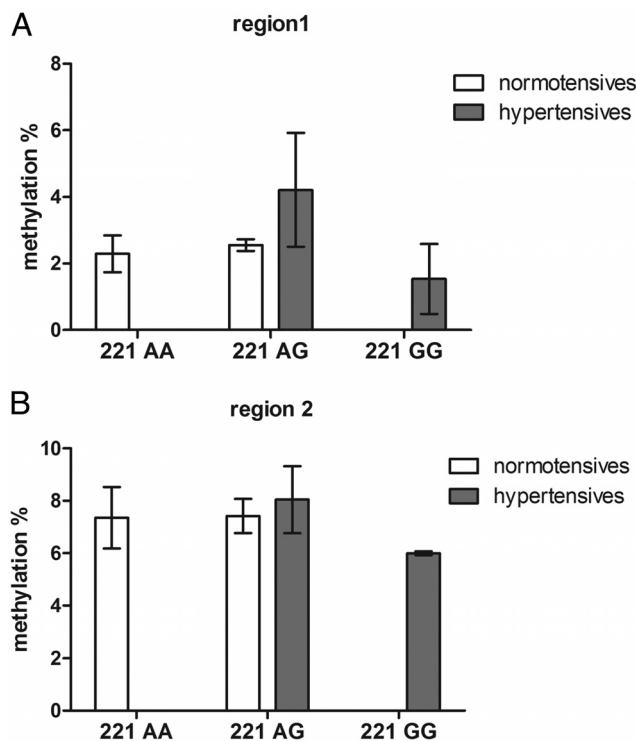 A
region1
8
6
4
2
0
methylation %
normotensives
hypertensives
221 AA
221 AG
221 GG
B
region 2
10
8
6
4
2
0
methylation %
normotensives
hypertensives
221 AA
221 AG
221 GG